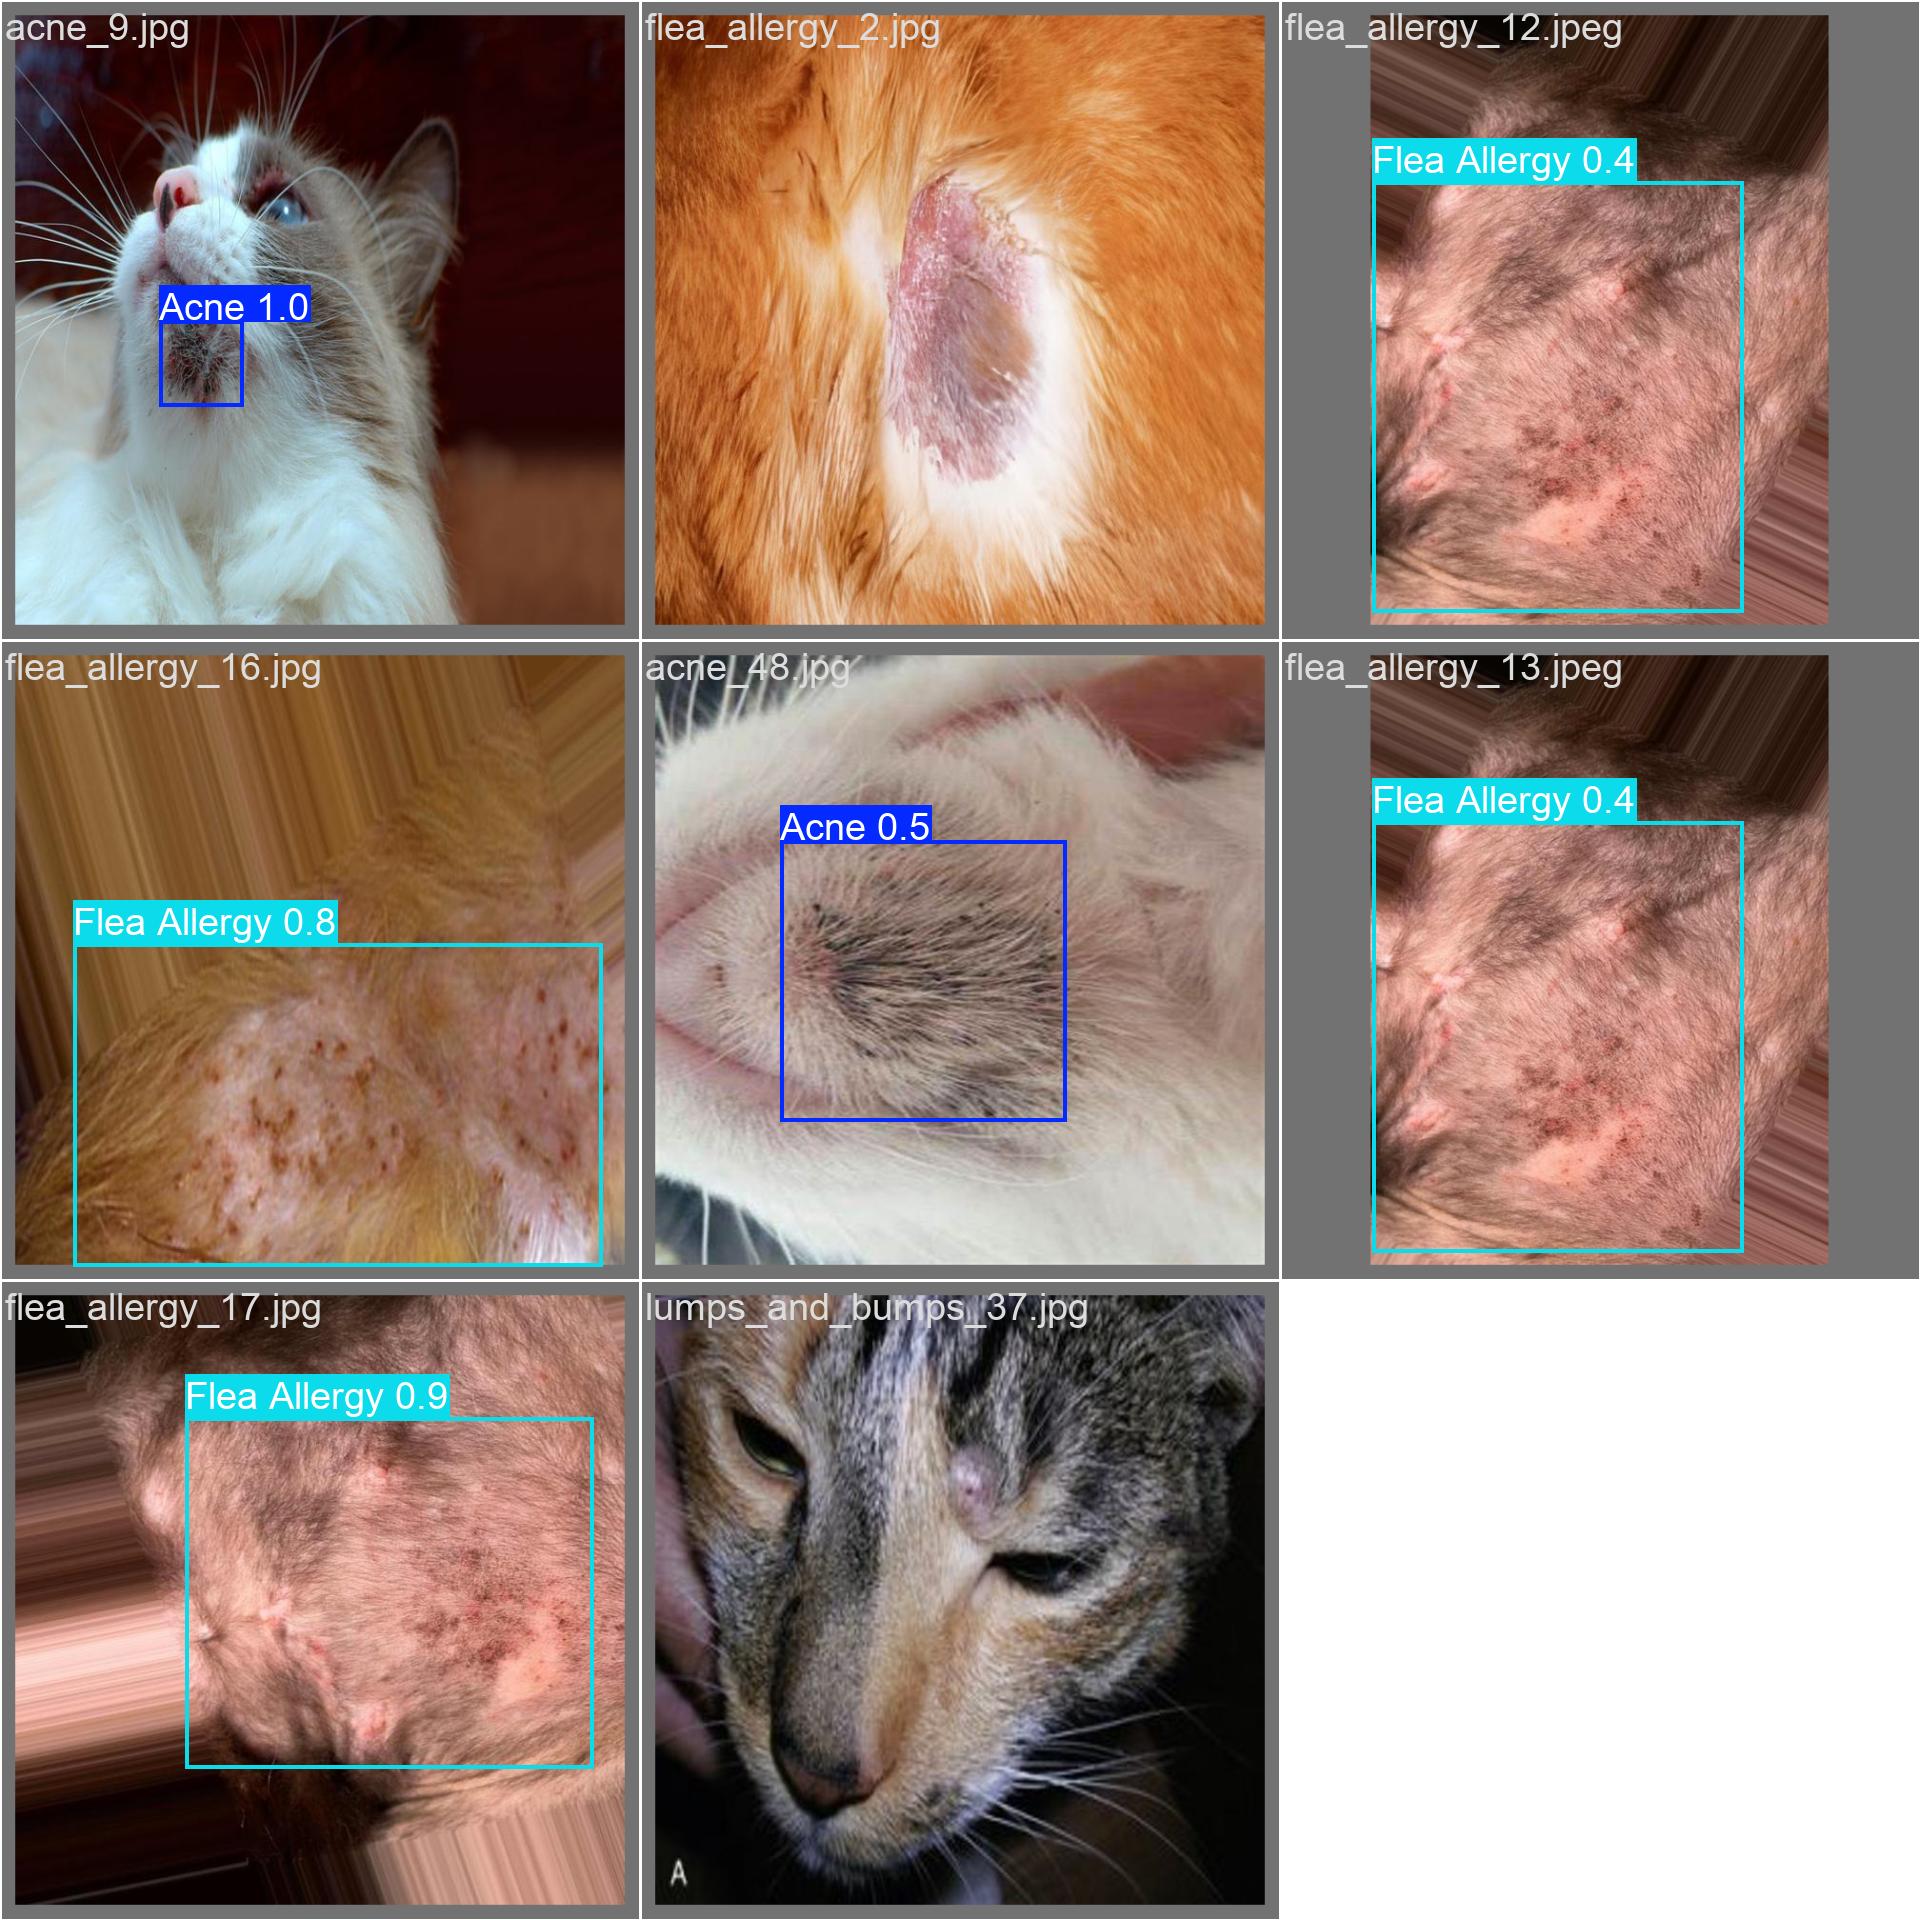 acne_9.jpg
flea_allergy_2.jpg
flea_allergy_12.jpeg
Flea Allergy 0.4
Acne 1.0
flea_allergy_16.jpg
acne_48.jpg
flea_allergy_13.jpeg
Flea Allergy 0.4
Acne 0.5
Flea Allergy 0.8
flea_allergy_17.jpg
lumps_and_bumps_37.jpg
Flea Allergy 0.9
A